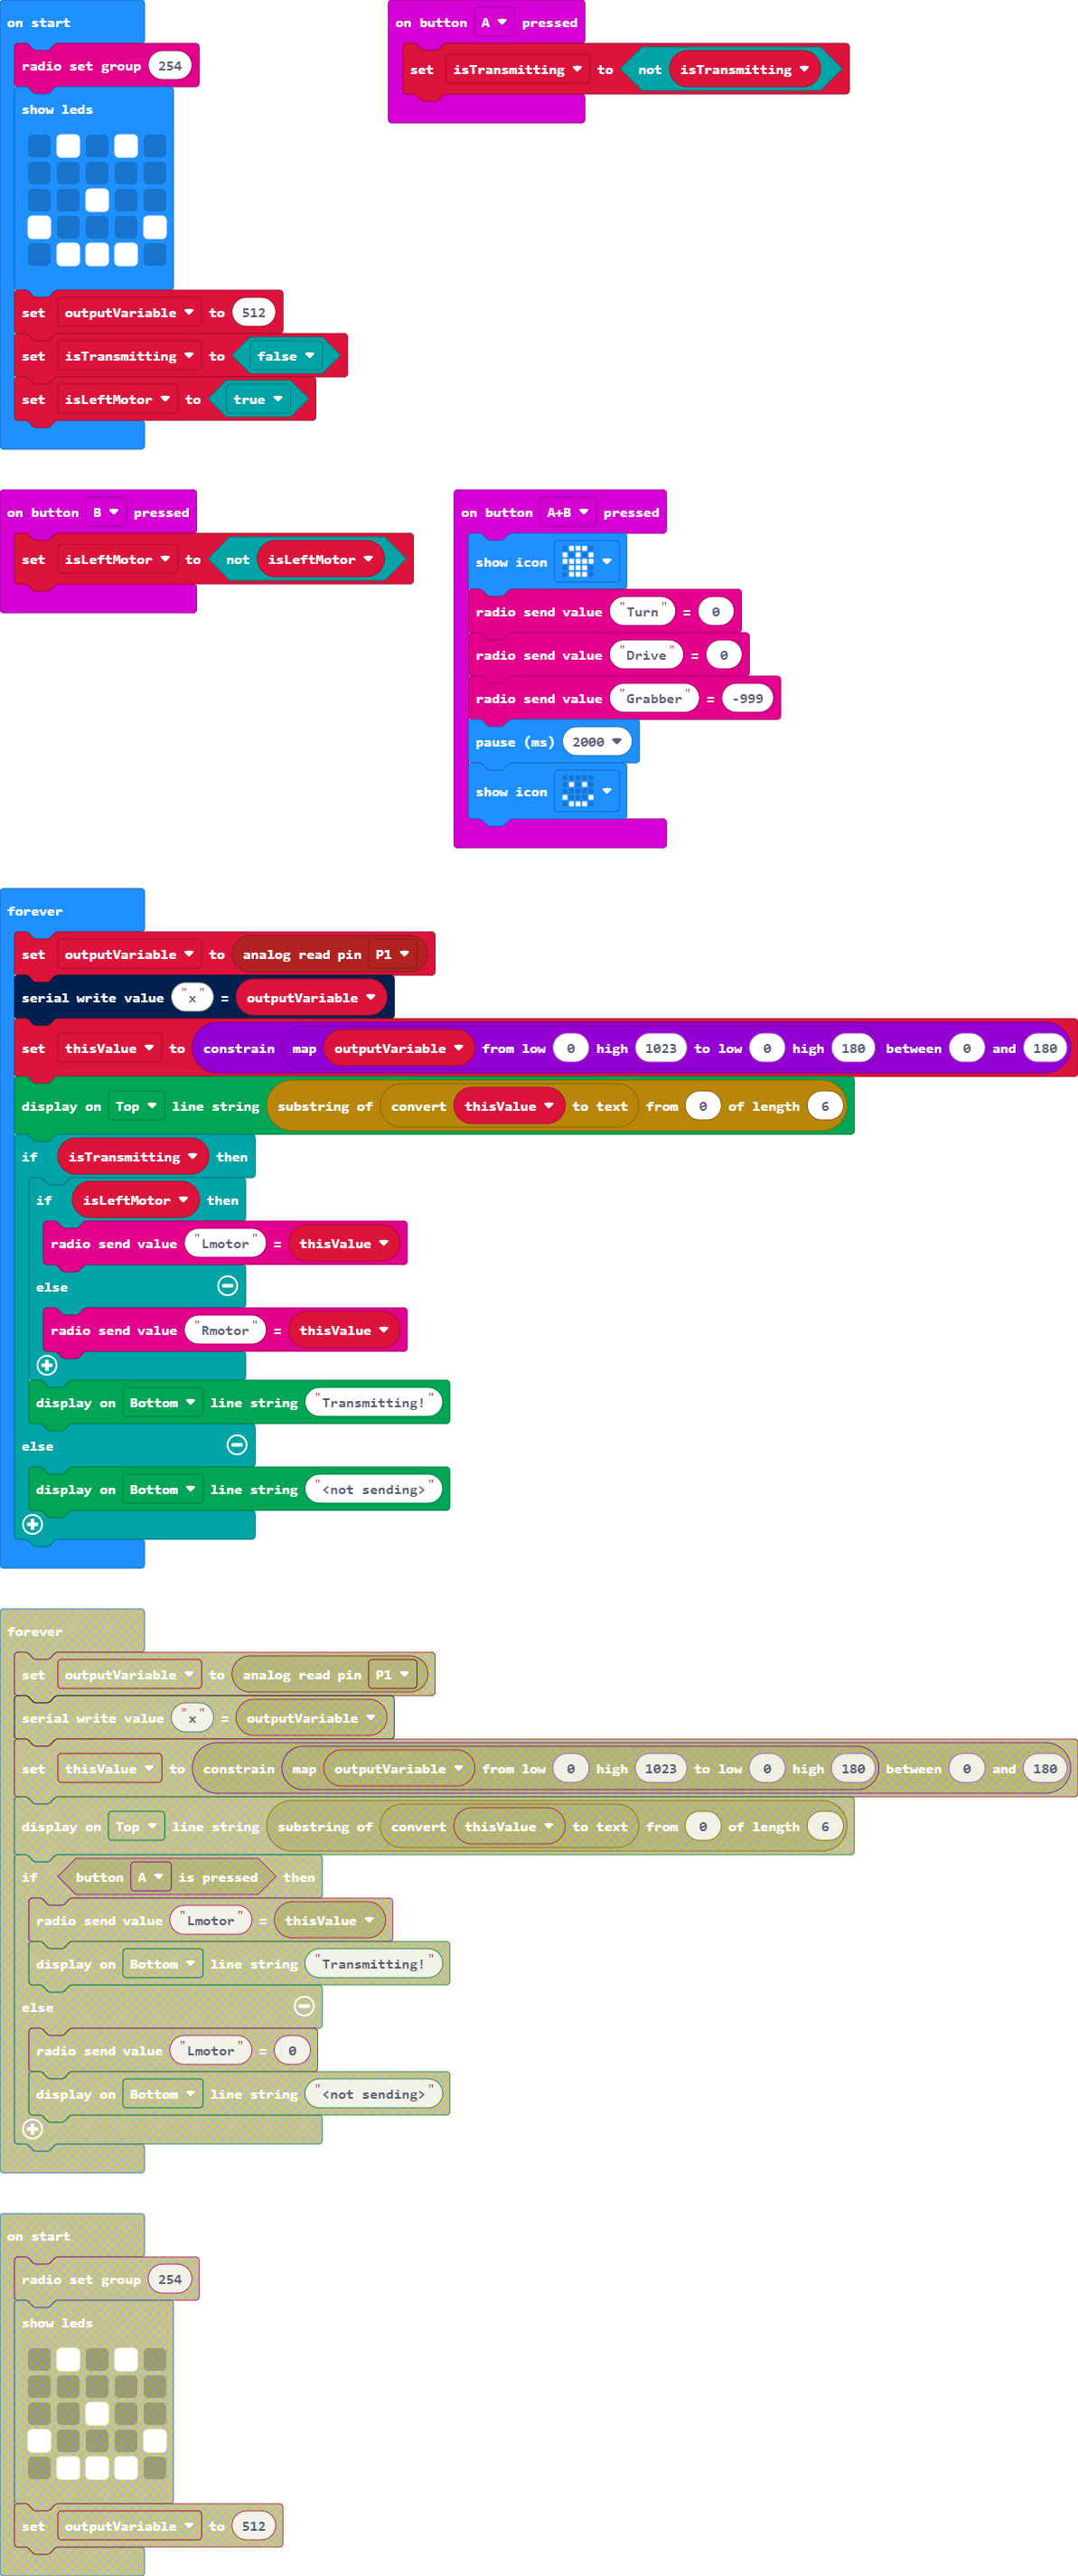 on start
radio set group 254
show leds
set outputVariable to 512
set isTransmitting to false
set isLeftMotor to true
on button A pressed
set isTransmitting to not isTransmitting
on button B pressed
set isLeftMotor to not isLeftMotor
on button A+B pressed
show icon
radio send value "Turn" = 0
radio send value "Drive" = 0
radio send value "Grabber" = -999
pause (ms) 2000
show icon
forever
set outputVariable to analog read pin P1
serial write value "x" = outputVariable
set thisValue to constrain map outputVariable from low 0 high 1023 to low 0 high 180 between 0 and 180
display on Top line string substring of convert thisValue to text from 0 of length 6
if isTransmitting then
if isLeftMotor then
radio send value "Lmotor" = thisValue
else
radio send value "Rmotor" = thisValue
display on Bottom line string "Transmitting!"
else
display on Bottom line string "<not sending>"
forever
set outputVariable to analog read pin P1
serial write value "x" = outputVariable
set thisValue to constrain map outputVariable from low 0 high 1023 to low 0 high 180 between 0 and 180
display on Top line string substring of convert thisValue to text from 0 of length 6
if button A is pressed then
radio send value "Lmotor" = thisValue
display on Bottom line string "Transmitting!"
else
radio send value "Lmotor" = 0
display on Bottom line string "<not sending>"
on start
radio set group 254
show leds
set outputVariable to 512